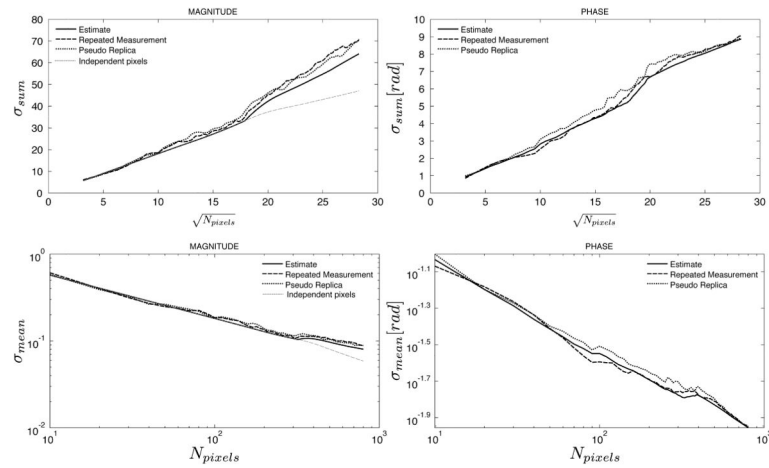 MAGNITUDE
80
70
60
50
40
30
20
10
0
σsum
Estimate
Repeated Measurement
Pseudo Replica
Independent pixels
0 5 10 15 20 25 30
√Npixels
PHASE
10
9
8
7
6
5
4
3
2
1
0
σsum[rad]
Estimate
Repeated Measurement
Pseudo Replica
0 5 10 15 20 25 30
√Npixels
MAGNITUDE
10^0
10^-1
10^-2
σmean
Estimate
Repeated Measurement
Pseudo Replica
Independent pixels
10^1 10^2 10^3
Npixels
PHASE
10^-1.1
10^-1.3
10^-1.5
10^-1.7
10^-1.9
σmean[rad]
Estimate
Repeated Measurement
Pseudo Replica
10^1 10^2 10^3
Npixels